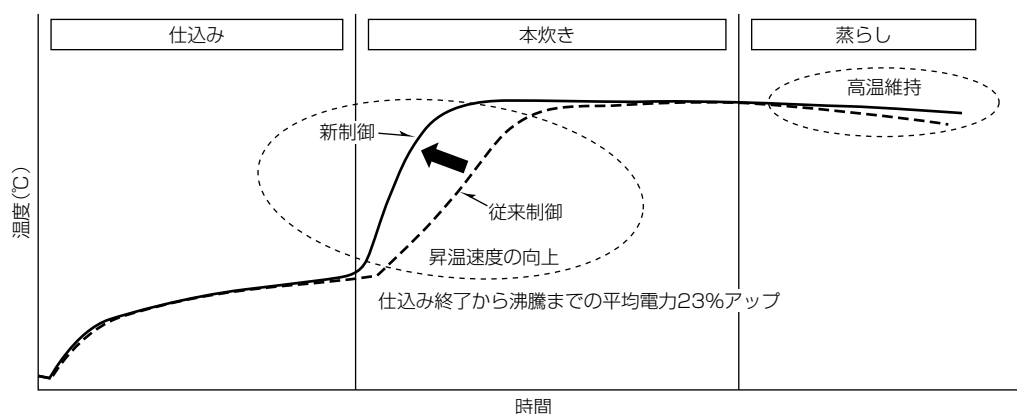 仕込み
本炊き
蒸らし
高温維持
新制御
従来制御
昇温速度の向上
仕込み終了から沸騰までの平均電力23%アップ
温度(℃)
時間